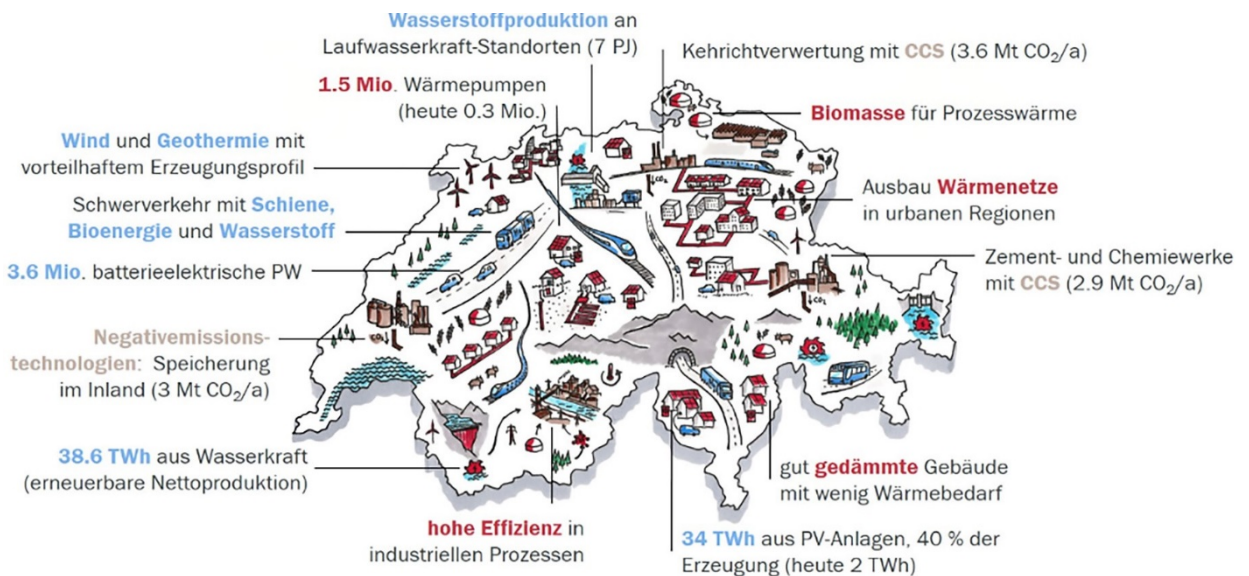 Wasserstoffproduktion an
Laufwasserkraft-Standorten (7 PJ)
Kehrichtverwertung mit CCS (3.6 Mt CO₂/a)
1.5 Mio. Wärmepumpen
(heute 0.3 Mio.)
Biomasse für Prozesswärme
Wind und Geothermie mit
vorteilhaftem Erzeugungsprofil
Ausbau Wärmenetze
in urbanen Regionen
Schwerverkehr mit Schiene,
Bioenergie und Wasserstoff
3.6 Mio. batterieelektrische PW
Zement- und Chemiewerke
mit CCS (2.9 Mt CO₂/a)
Negativemissions-
technologien: Speicherung
im Inland (3 Mt CO₂/a)
38.6 TWh aus Wasserkraft
(erneuerbare Nettoproduktion)
hohe Effizienz in
industriellen Prozessen
gut gedämmte Gebäude
mit wenig Wärmebedarf
34 TWh aus PV-Anlagen, 40 % der
Erzeugung (heute 2 TWh)
CO₂
CO₂